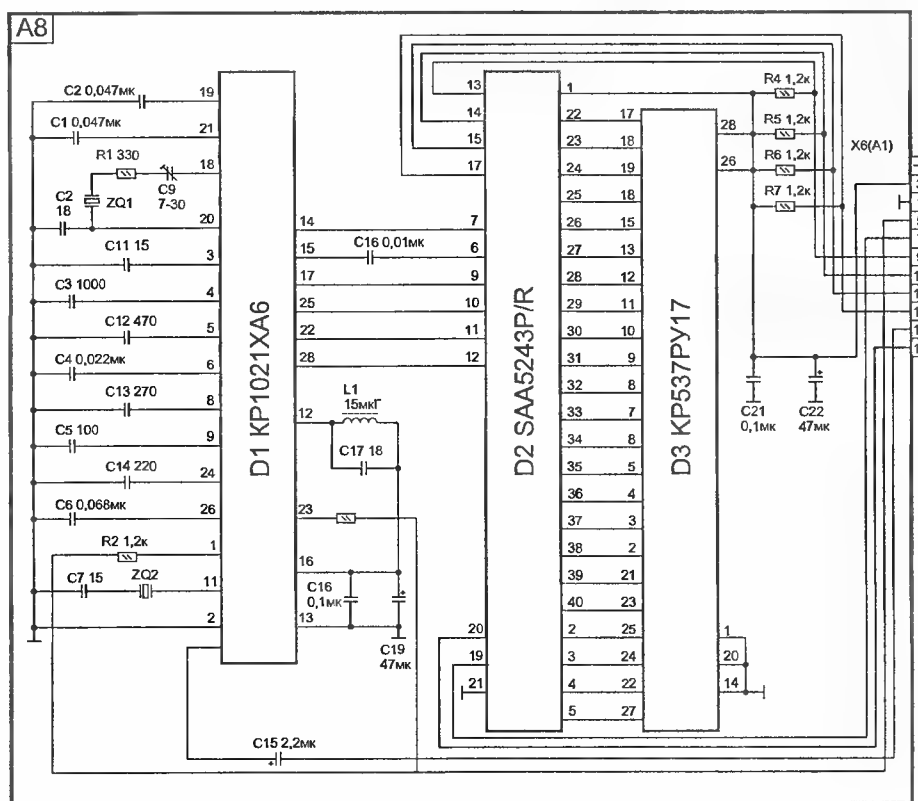 A8
C2 0,047мк
19
C1 0,047мк
21
R1 330
18
C9
7-30
C2
18
ZQ1
20
C11 15
3
C3 1000
4
C12 470
5
C4 0,022мк
6
C13 270
8
C5 100
9
C14 220
24
C6 0,068мк
26
R2 1,2к
1
C7 15
ZQ2
11
2
C15 2,2мк
+
D1 КР1021ХА6
14
15
C16 0,01мк
17
25
22
28
12
L1
15мкГ
C17 18
23
16
C16
0,1мк
13
+
C19
47мк
13
14
15
17
7
6
9
10
11
12
20
19
21
D2 SAA5243P/R
1
22 17
23 18
24 19
25 18
26 15
27 13
28 12
29 11
30 10
31 9
32 8
33 7
34 8
35 5
36 4
37 3
38 2
39 21
40 23
2 25
3 24
4 22
5 27
D3 КР537РУ17
28
26
1
20
14
R4 1,2к
R5 1,2к
R6 1,2к
R7 1,2к
X6(A1)
C21
0,1мк
+
C22
47мк